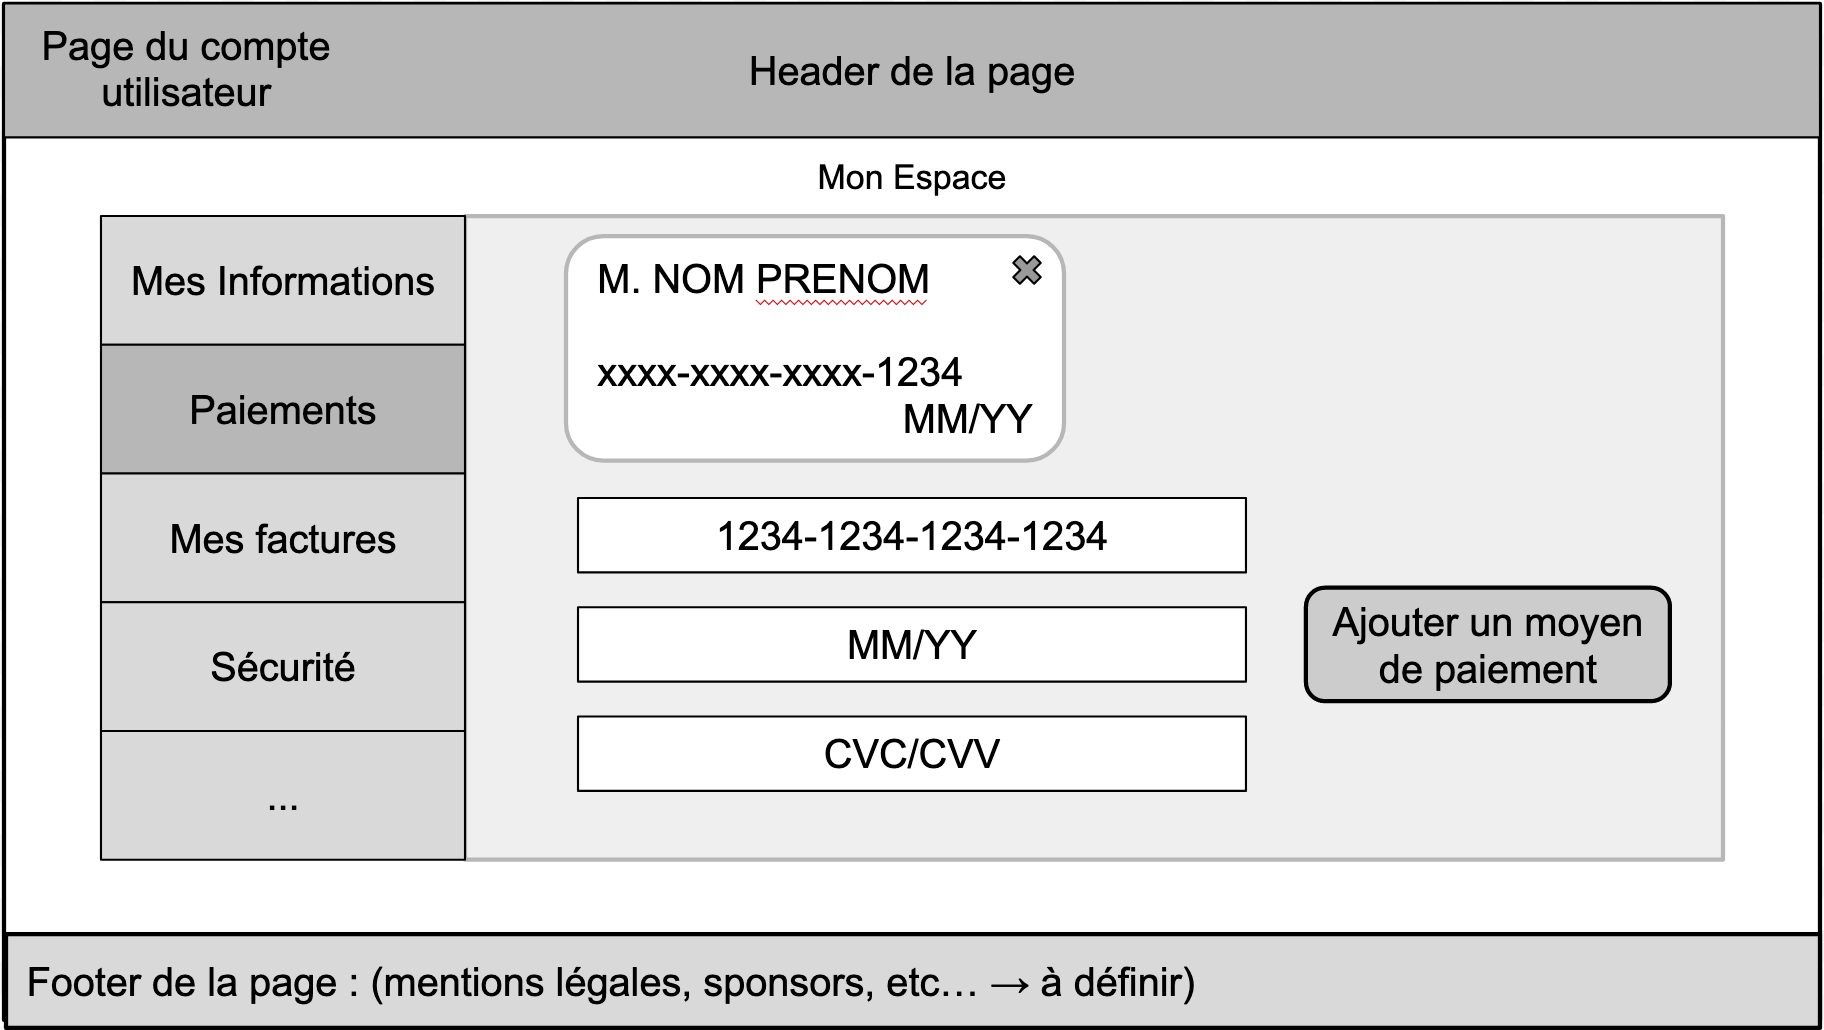 Page du compte
utilisateur
Header de la page
Mon Espace
Mes Informations
Paiements
Mes factures
Sécurité
...
M. NOM PRENOM
xxxx-xxxx-xxxx-1234
MM/YY
1234-1234-1234-1234
MM/YY
CVC/CVV
Ajouter un moyen
de paiement
Footer de la page : (mentions légales, sponsors, etc… → à définir)